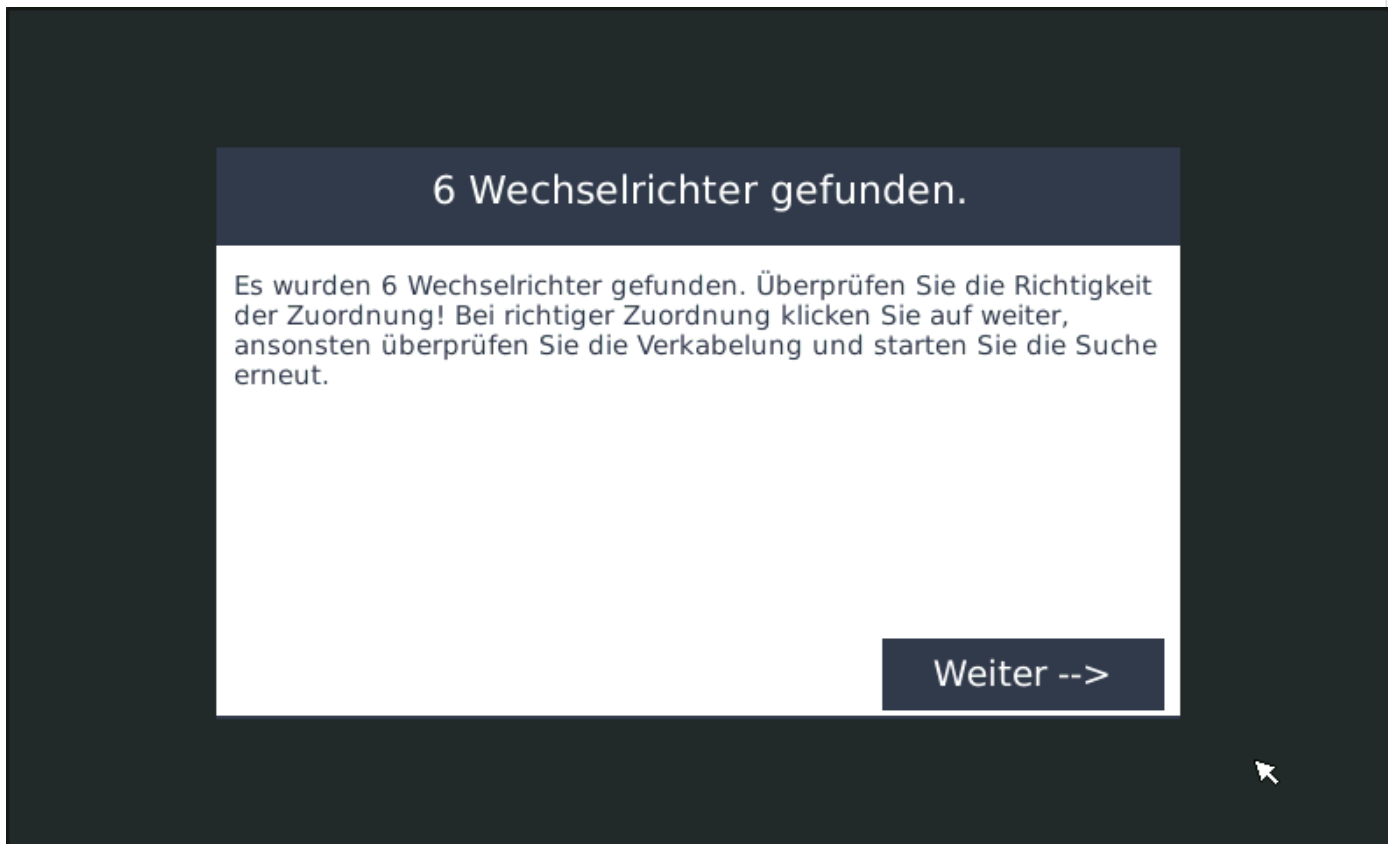 6 Wechselrichter gefunden.
Es wurden 6 Wechselrichter gefunden. Überprüfen Sie die Richtigkeit
der Zuordnung! Bei richtiger Zuordnung klicken Sie auf weiter,
ansonsten überprüfen Sie die Verkabelung und starten Sie die Suche
erneut.
Weiter -->